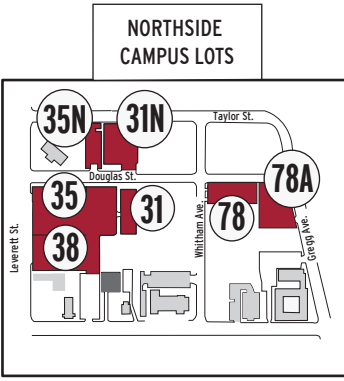 NORTHSIDE
CAMPUS LOTS
35N
31N
Taylor St.
Douglas St.
35
31
78A
78
38
Leverett St.
Whitham Ave.
Gregg Ave.